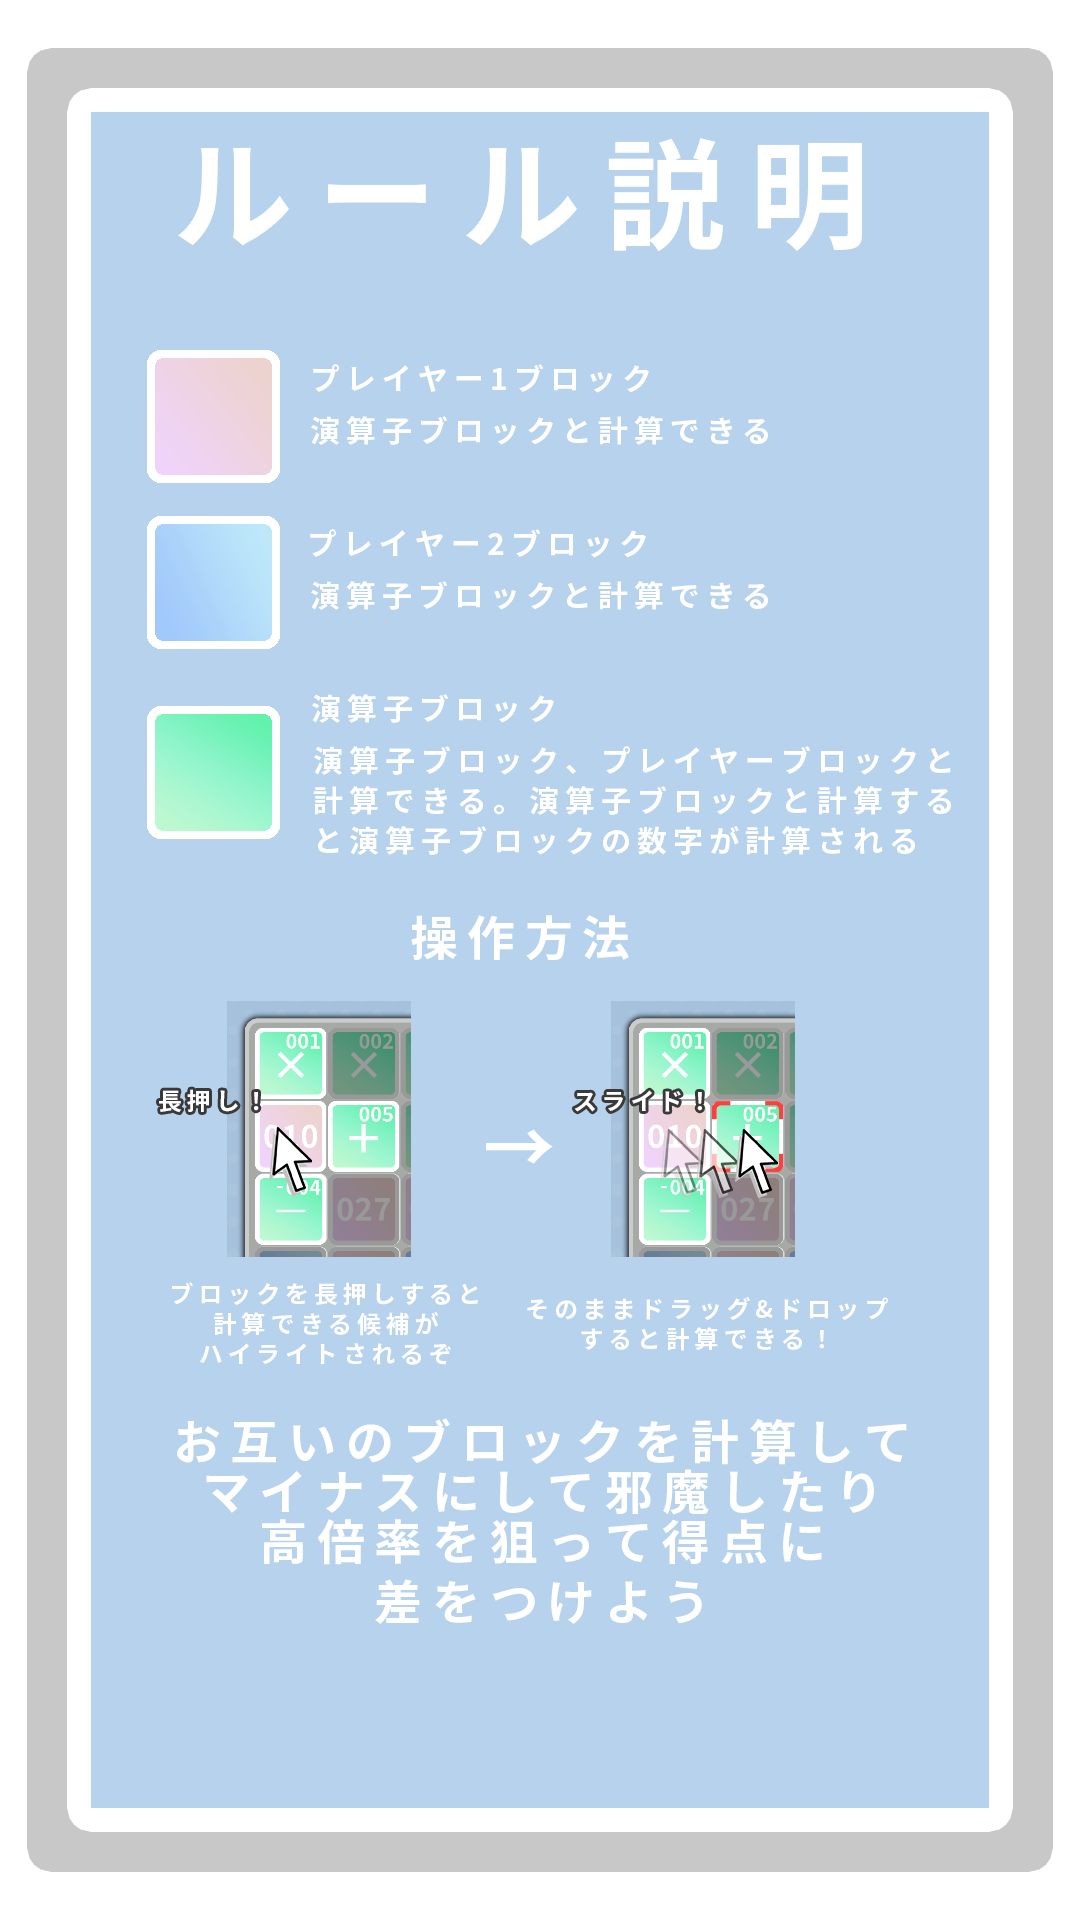 ルール説明
プレイヤー1ブロック
演算子ブロックと計算できる
プレイヤー2ブロック
演算子ブロックと計算できる
演算子ブロック
演算子ブロック、プレイヤーブロックと
計算できる。演算子ブロックと計算する
と演算子ブロックの数字が計算される
操作方法
001
×
002
×
長押し！
010
005
+
-004
−
027
→
001
×
002
×
スライド！
010
005
+
-004
−
027
ブロックを長押しすると
計算できる候補が
ハイライトされるぞ
そのままドラッグ&ドロップ
すると計算できる！
お互いのブロックを計算して
マイナスにして邪魔したり
高倍率を狙って得点に
差をつけよう